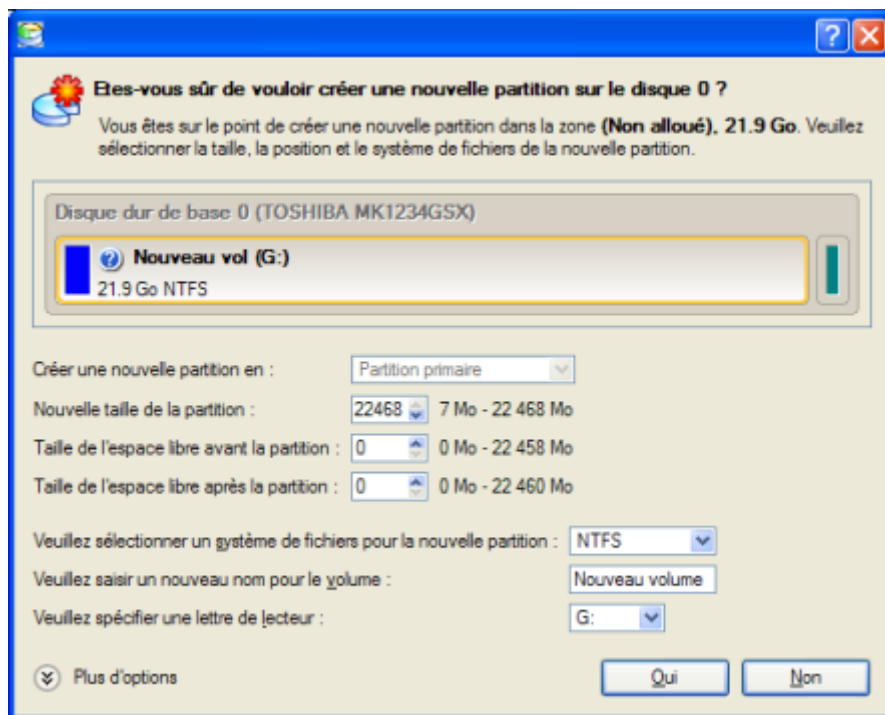 Etes-vous sûr de vouloir créer une nouvelle partition sur le disque 0 ?
Vous êtes sur le point de créer une nouvelle partition dans la zone (Non alloué), 21.9 Go. Veuillez
sélectionner la taille, la position et le système de fichiers de la nouvelle partition.
Disque dur de base 0 (TOSHIBA MK1234GSX)
Nouveau vol (G:)
21.9 Go NTFS
Créer une nouvelle partition en : Partition primaire
Nouvelle taille de la partition : 22468 7 Mo - 22 468 Mo
Taille de l'espace libre avant la partition : 0 0 Mo - 22 458 Mo
Taille de l'espace libre après la partition : 0 0 Mo - 22 460 Mo
Veuillez sélectionner un système de fichiers pour la nouvelle partition : NTFS
Veuillez saisir un nouveau nom pour le volume : Nouveau volume
Veuillez spécifier une lettre de lecteur : G:
Plus d'options Qui Non